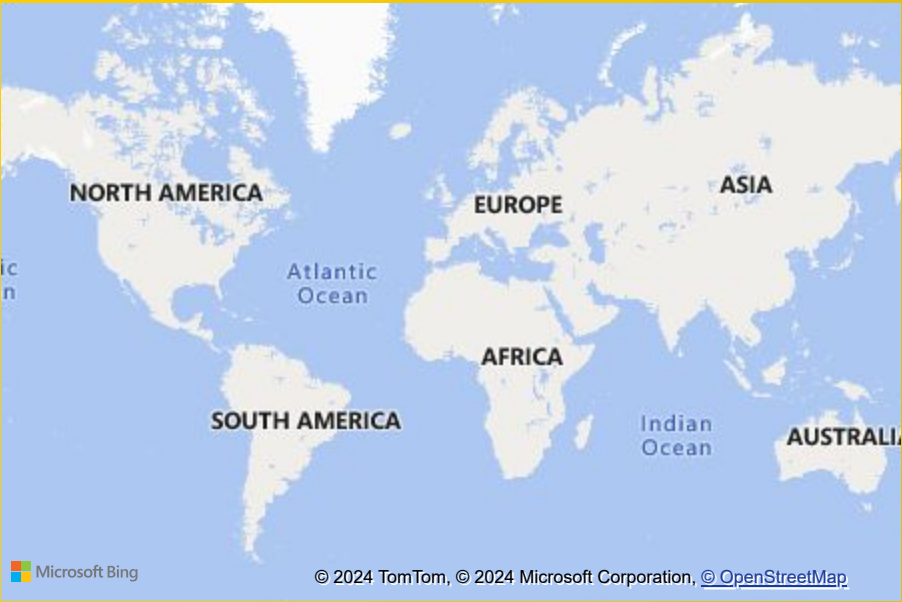 NORTH AMERICA
EUROPE
ASIA
ic
n
Atlantic
Ocean
AFRICA
SOUTH AMERICA
Indian
Ocean
AUSTRALIA
Microsoft Bing
© 2024 TomTom, © 2024 Microsoft Corporation, © OpenStreetMap